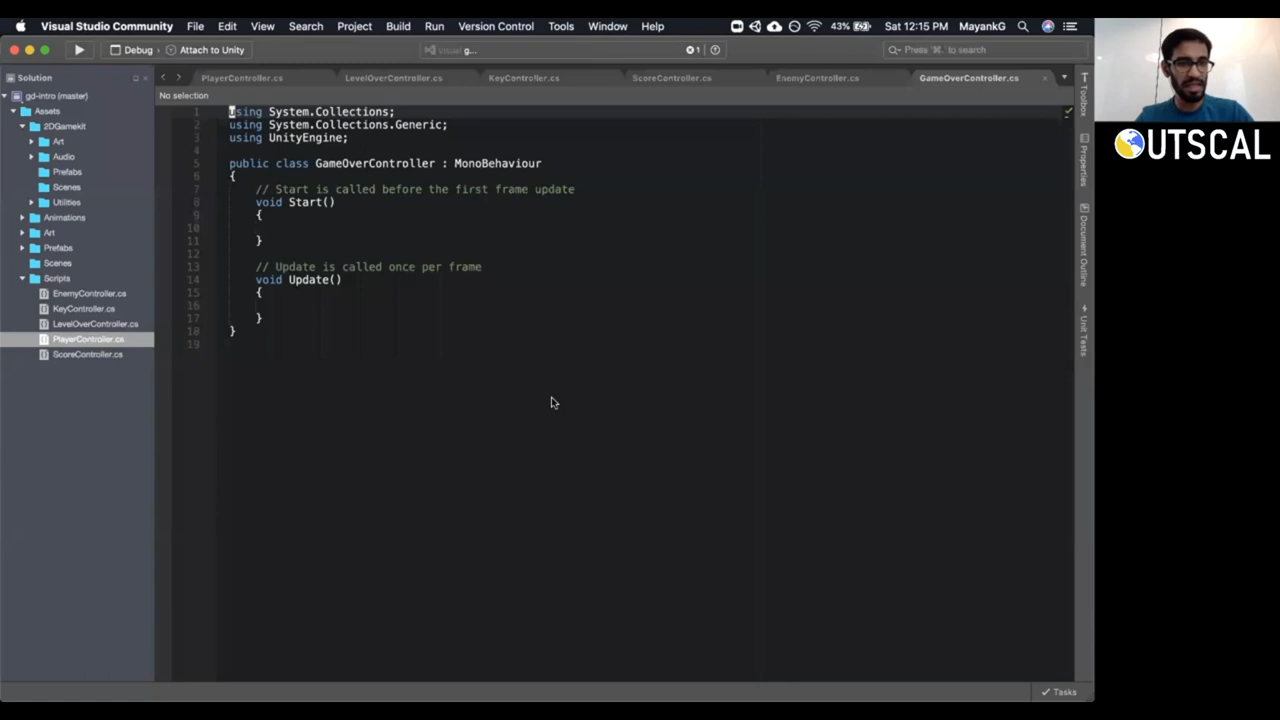 Visual Studio Community File Edit View Search Project Build Run Version Control Tools Window Help 43% Sat 12:15 PM MayankG
Debug Attach to Unity g... 1 Press ⌘. to search
Solution
PlayerController.cs LevelOverController.cs KeyController.cs ScoreController.cs EnemyController.cs GameOverController.cs
No selection
gd-intro (master)
Assets
2DGamekit
Art
Audio
Prefabs
Scenes
Utilities
Animations
Art
Prefabs
Scenes
Scripts
EnemyController.cs
KeyController.cs
LevelOverController.cs
PlayerController.cs
ScoreController.cs
1 using System.Collections;
2 using System.Collections.Generic;
3 using UnityEngine;
4
5 public class GameOverController : MonoBehaviour
6 {
7 // Start is called before the first frame update
8 void Start()
9 {
10
11 }
12
13 // Update is called once per frame
14 void Update()
15 {
16
17 }
18 }
19
Toolbox
Properties
Document Outline
Unit Tests
OUTSCAL
Tasks